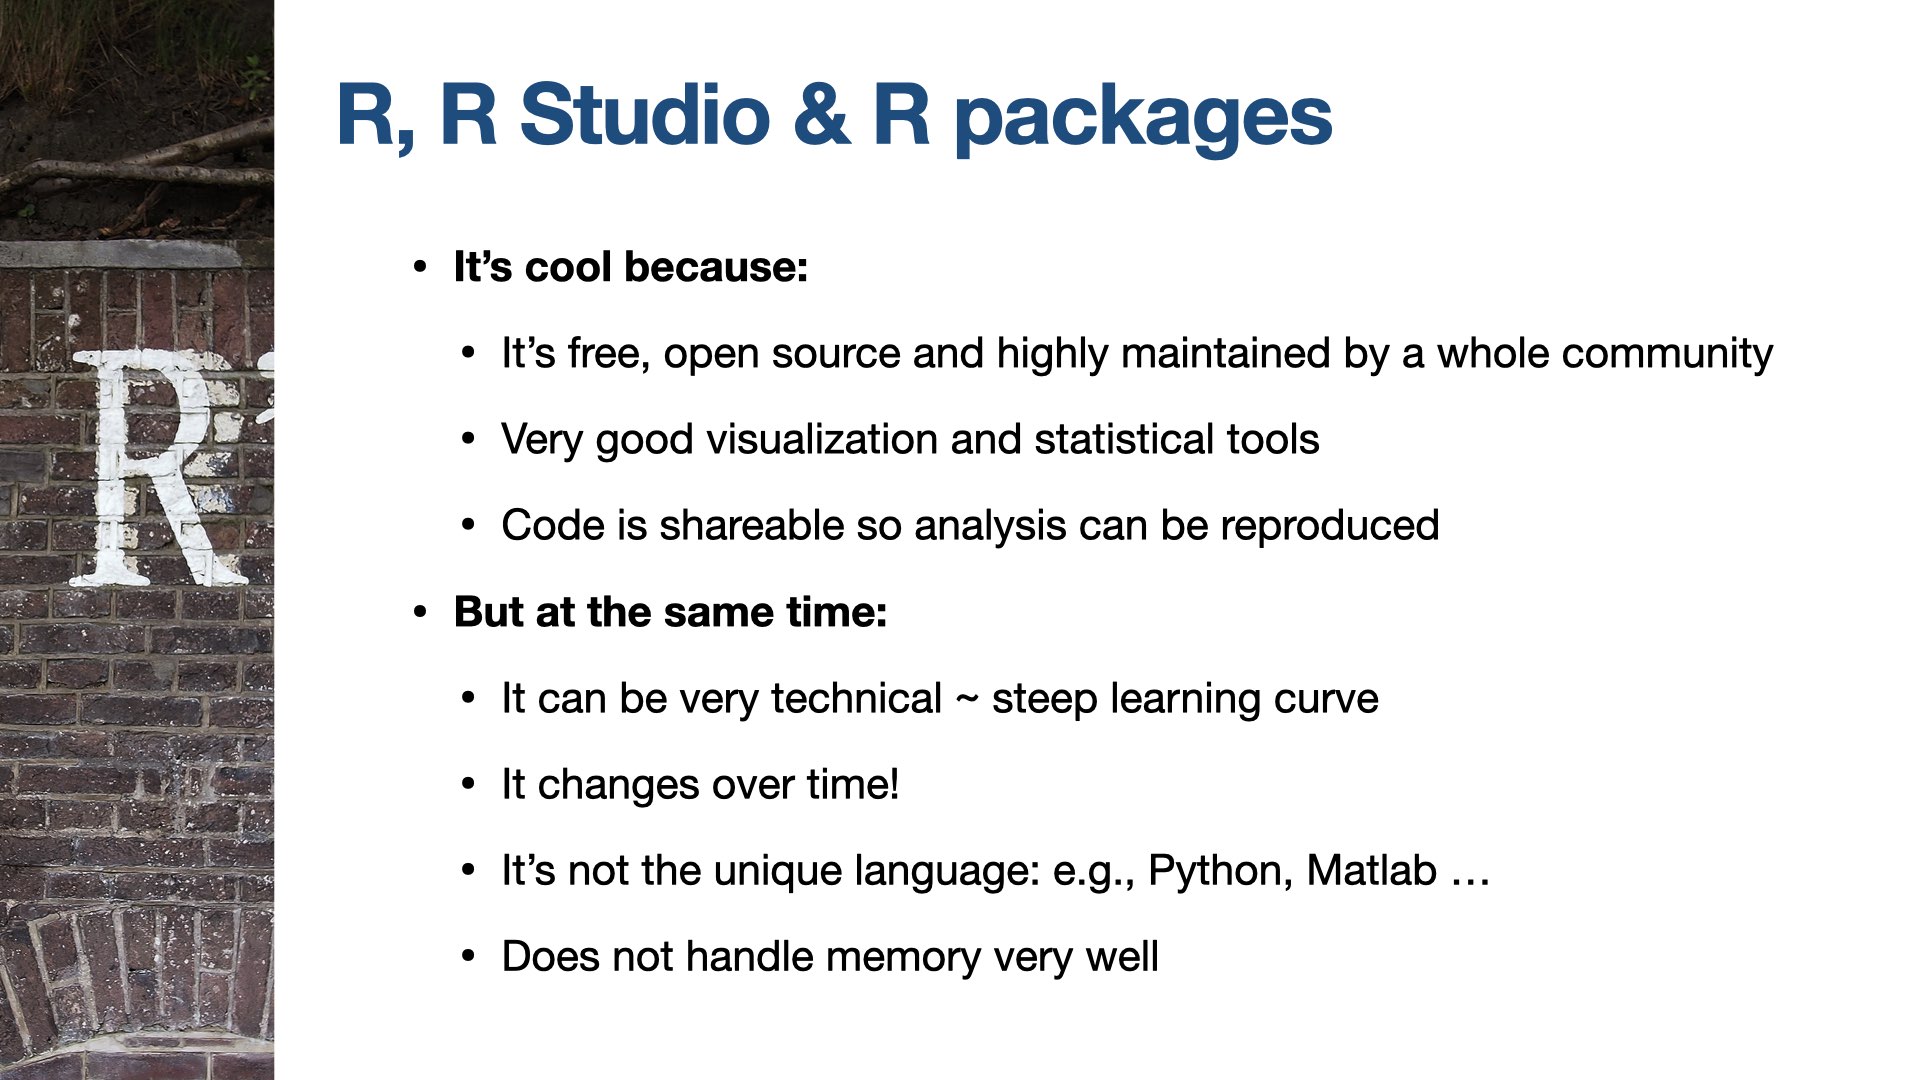 R, R Studio & R packages
• It’s cool because:
• It’s free, open source and highly maintained by a whole community
• Very good visualization and statistical tools
• Code is shareable so analysis can be reproduced
• But at the same time:
• It can be very technical ~ steep learning curve
• It changes over time!
• It’s not the unique language: e.g., Python, Matlab …
• Does not handle memory very well
R